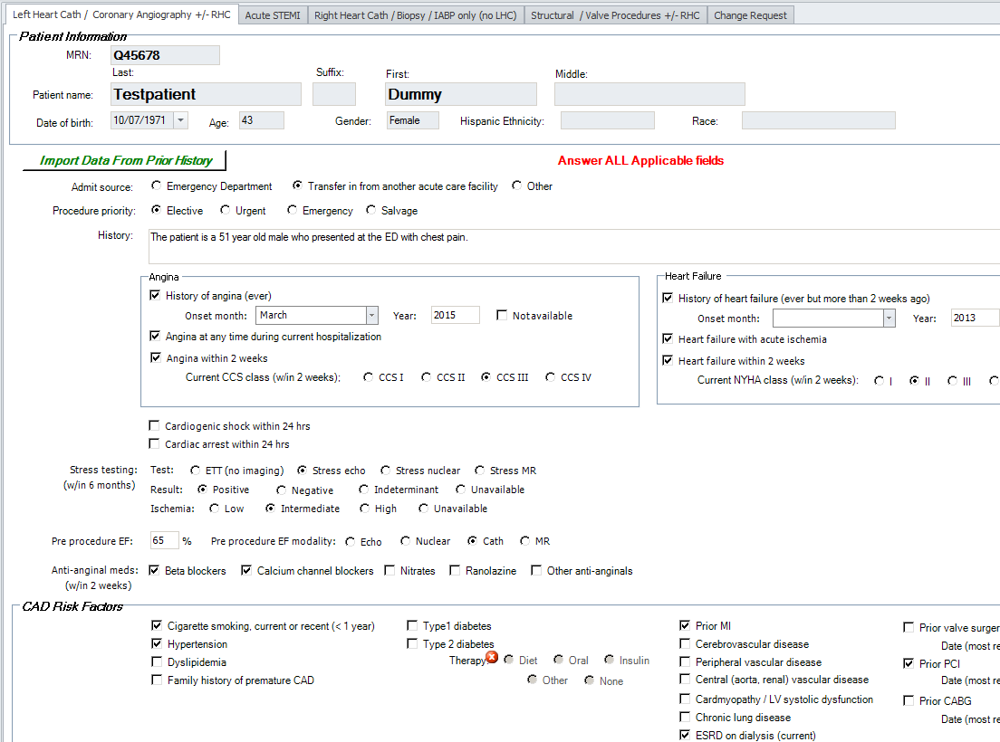 Left Heart Cath / Coronary Angiography +/- RHC Acute STEMI Right Heart Cath / Biopsy / IABP only (no LHC) Structural / Valve Procedures +/- RHC Change Request
Patient Information
MRN: Q45678
Last: Suffix: First: Middle:
Patient name: Testpatient Dummy
Date of birth: 10/07/1971 Age: 43 Gender: Female Hispanic Ethnicity: Race:
Import Data From Prior History Answer ALL Applicable fields
Admit source: Emergency Department Transfer in from another acute care facility Other
Procedure priority: Elective Urgent Emergency Salvage
History: The patient is a 51 year old male who presented at the ED with chest pain.
Angina
History of angina (ever)
Onset month: March Year: 2015 Not available
Angina at any time during current hospitalization
Angina within 2 weeks
Current CCS class (w/in 2 weeks); CCS I CCS II CCS III CCS IV
Heart Failure
History of heart failure (ever but more than 2 weeks ago)
Onset month: Year: 2013
Heart failure with acute ischemia
Heart failure within 2 weeks
Current NYHA class (w/in 2 weeks): I II III
Cardiogenic shock within 24 hrs
Cardiac arrest within 24 hrs
Stress testing: Test: ETT (no imaging) Stress echo Stress nuclear Stress MR
(w/in 6 months) Result: Positive Negative Indeterminant Unavailable
Ischemia: Low Intermediate High Unavailable
Pre procedure EF: 65 % Pre procedure EF modality: Echo Nuclear Cath MR
Anti-anginal meds: Beta blockers Calcium channel blockers Nitrates Ranolazine Other anti-anginals
(w/in 2 weeks)
CAD Risk Factors
Cigarette smoking, current or recent (< 1 year)
Hypertension
Dyslipidemia
Family history of premature CAD
Type1 diabetes
Type 2 diabetes
Therapy Diet Oral Insulin
Other None
Prior MI
Cerebrovascular disease
Peripheral vascular disease
Central (aorta, renal) vascular disease
Cardmyopathy / LV systolic dysfunction
Chronic lung disease
ESRD on dialysis (current)
Prior valve surger
Date (most re
Prior PCI
Date (most re
Prior CABG
Date (most re